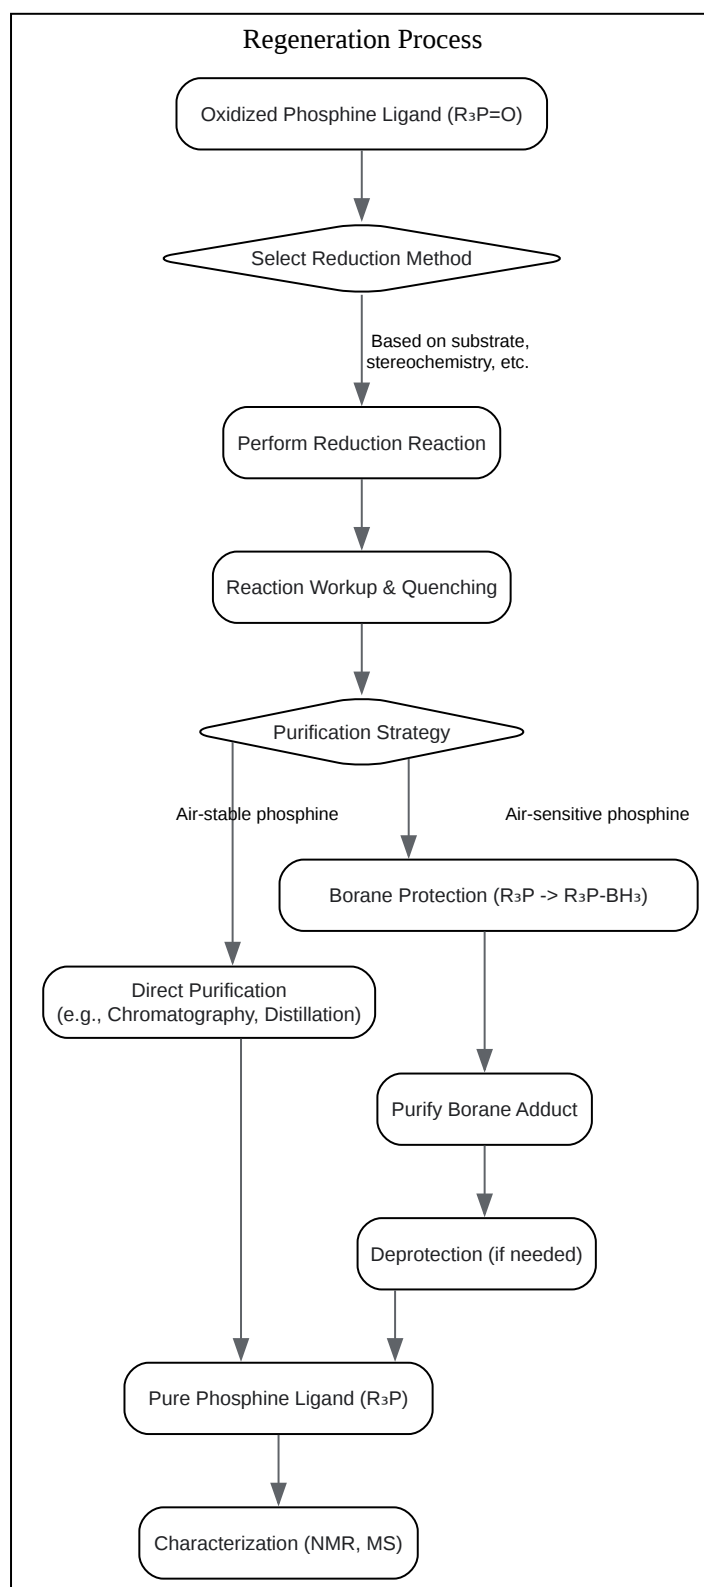 Regeneration Process
Oxidized Phosphine Ligand (R₃P=O)
Select Reduction Method
Based on substrate,
stereochemistry, etc.
Perform Reduction Reaction
Reaction Workup & Quenching
Purification Strategy
Air-stable phosphine
Air-sensitive phosphine
Borane Protection (R₃P -> R₃P-BH₃)
Direct Purification
(e.g., Chromatography, Distillation)
Purify Borane Adduct
Deprotection (if needed)
Pure Phosphine Ligand (R₃P)
Characterization (NMR, MS)